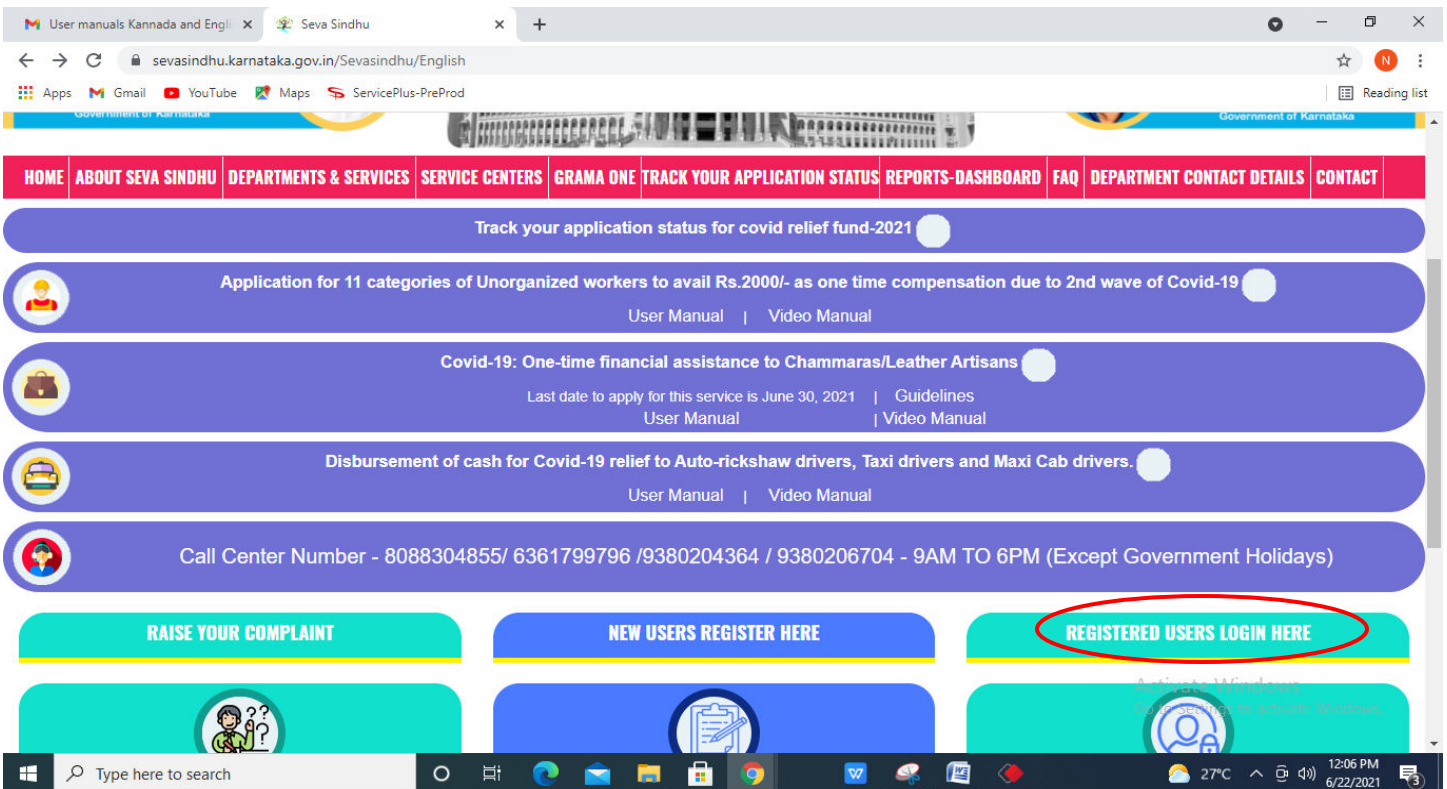 User manuals Kannada and Engli
Seva Sindhu
sevasindhu.karnataka.gov.in/Sevasindhu/English
N
Apps
Gmail
YouTube
Maps
ServicePlus-PreProd
Reading list
Government of Karnataka
Government of Karnataka
HOME ABOUT SEVA SINDHU DEPARTMENTS & SERVICES SERVICE CENTERS GRAMA ONE TRACK YOUR APPLICATION STATUS REPORTS-DASHBOARD FAQ DEPARTMENT CONTACT DETAILS CONTACT
Track your application status for covid relief fund-2021
Application for 11 categories of Unorganized workers to avail Rs.2000/- as one time compensation due to 2nd wave of Covid-19
User Manual | Video Manual
Covid-19: One-time financial assistance to Chammaras/Leather Artisans
Last date to apply for this service is June 30, 2021 | Guidelines
User Manual | Video Manual
Disbursement of cash for Covid-19 relief to Auto-rickshaw drivers, Taxi drivers and Maxi Cab drivers.
User Manual | Video Manual
Call Center Number - 8088304855/ 6361799796 /9380204364 / 9380206704 - 9AM TO 6PM (Except Government Holidays)
RAISE YOUR COMPLAINT
NEW USERS REGISTER HERE
REGISTERED USERS LOGIN HERE
Activate Windows
Go to Settings to activate Windows.
??
?
Type here to search
W
W
27°C
12:06 PM
6/22/2021
3